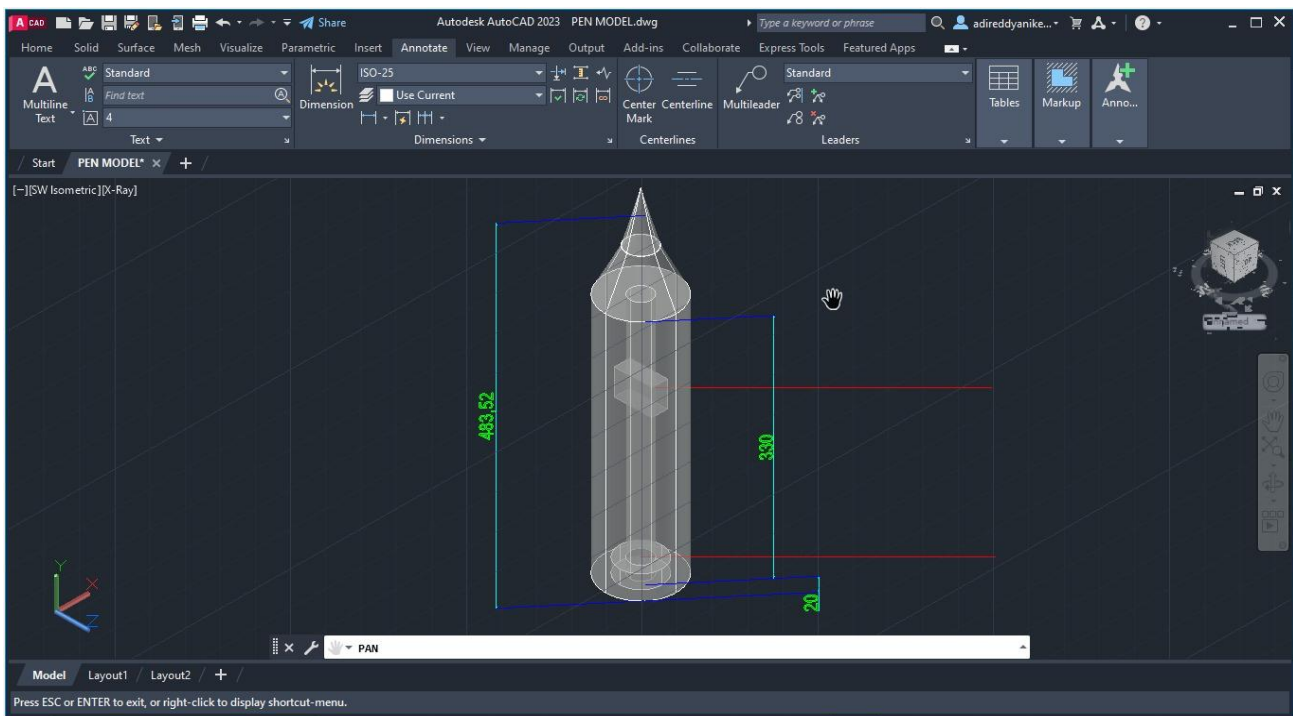 A CAD Share Autodesk AutoCAD 2023 PEN MODEL.dwg Type a keyword or phrase adireddyanike...
Home Solid Surface Mesh Visualize Parametric Insert Annotate View Manage Output Add-ins Collaborate Express Tools Featured Apps
A Multiline Text
ABC Standard
Find text
4
Text
Dimension
ISO-25
Use Current
Dimensions
Center Mark
Centerline
Centerlines
Multileader
Standard
Leaders
Tables
Markup
Anno...
Start PEN MODEL* × +
[−][SW Isometric][X-Ray]
483,52
330
20
Y
X
Z
PAN
Model Layout1 Layout2 +
Press ESC or ENTER to exit, or right-click to display shortcut-menu.